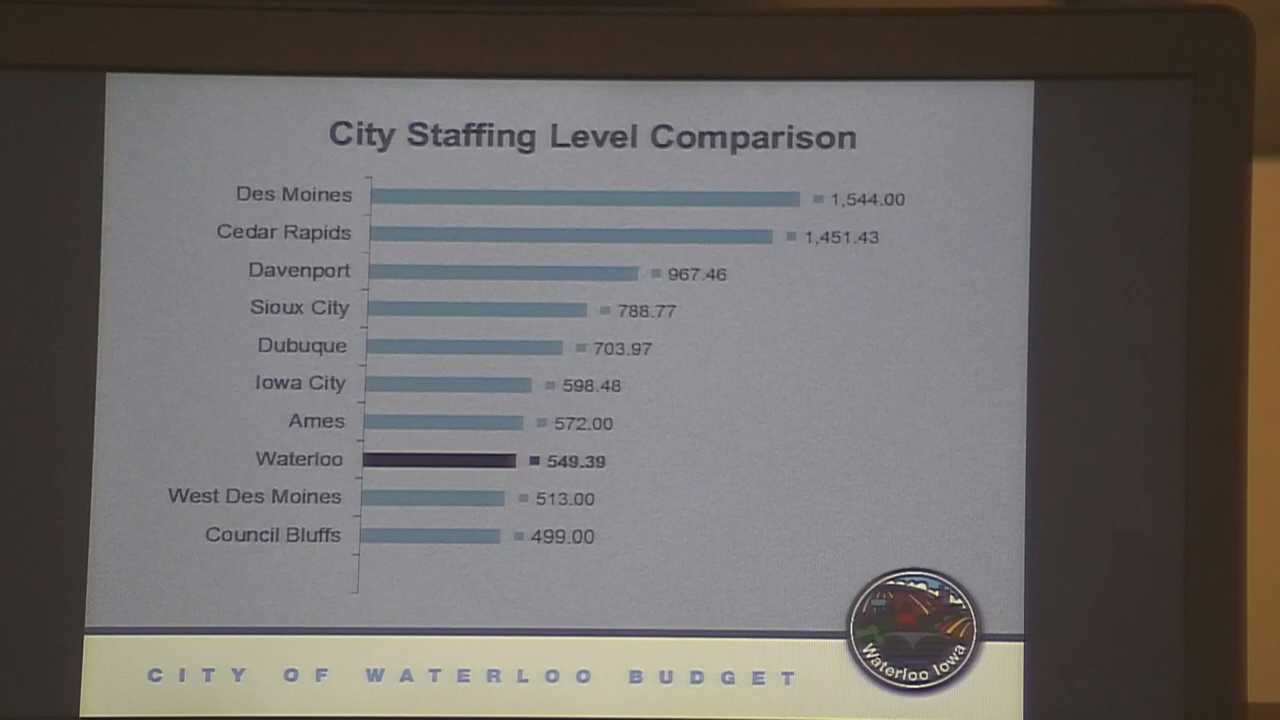 City Staffing Level Comparison
Des Moines 1,544.00
Cedar Rapids 1,451.43
Davenport 967.46
Sioux City 788.77
Dubuque 703.97
Iowa City 598.48
Ames 572.00
Waterloo 549.39
West Des Moines 513.00
Council Bluffs 499.00
Waterloo Iowa
CITY OF WATERLOO BUDGET